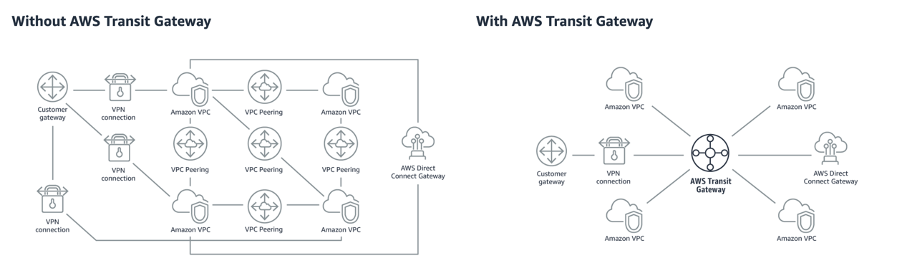 Without AWS Transit Gateway
Customer
gateway
VPN
connection
Amazon VPC
VPC Peering
Amazon VPC
VPN
connection
VPC Peering
VPC Peering
VPC Peering
AWS Direct
Connect Gateway
VPN
connection
Amazon VPC
VPC Peering
Amazon VPC
With AWS Transit Gateway
Amazon VPC
Amazon VPC
Customer
gateway
VPN
connection
AWS Transit
Gateway
AWS Direct
Connect Gateway
Amazon VPC
Amazon VPC